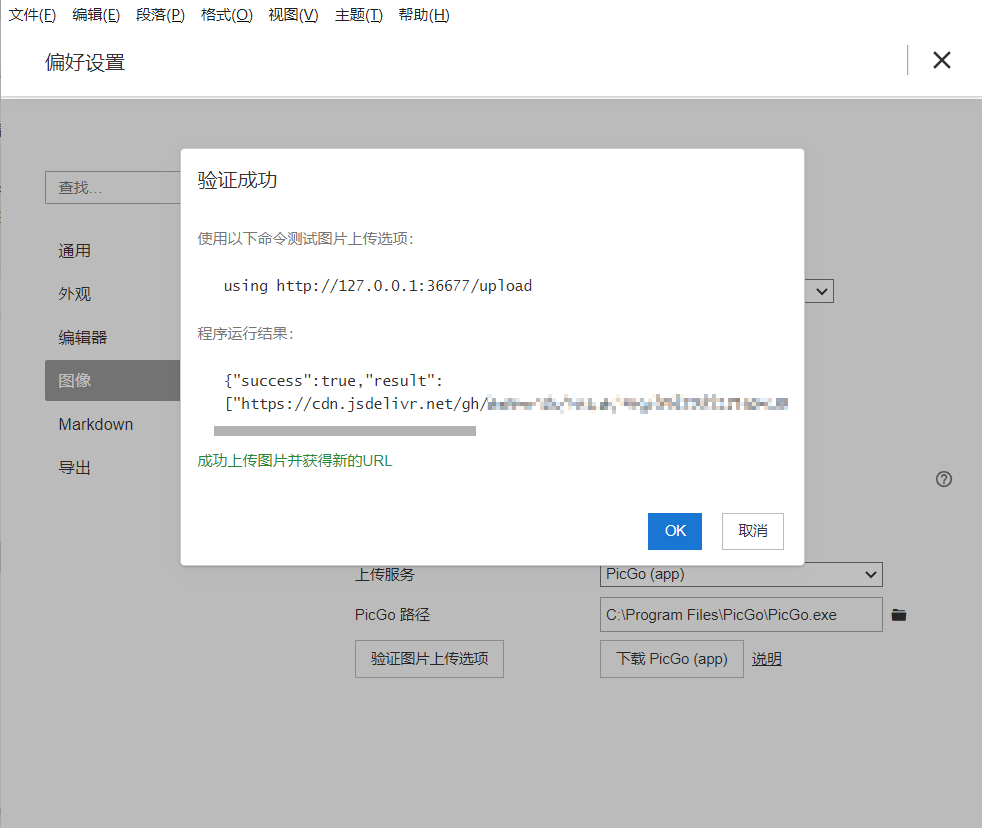 文件(F) 编辑(E) 段落(P) 格式(O) 视图(V) 主题(T) 帮助(H)
偏好设置
查找...
通用
外观
编辑器
图像
Markdown
导出
验证成功
使用以下命令测试图片上传选项：
using http://127.0.0.1:36677/upload
程序运行结果：
{"success":true,"result":
["https://cdn.jsdelivr.net/gh/
成功上传图片并获得新的URL
OK 取消
上传服务 PicGo (app)
PicGo 路径 C:\Program Files\PicGo\PicGo.exe
验证图片上传选项 下载 PicGo (app) 说明